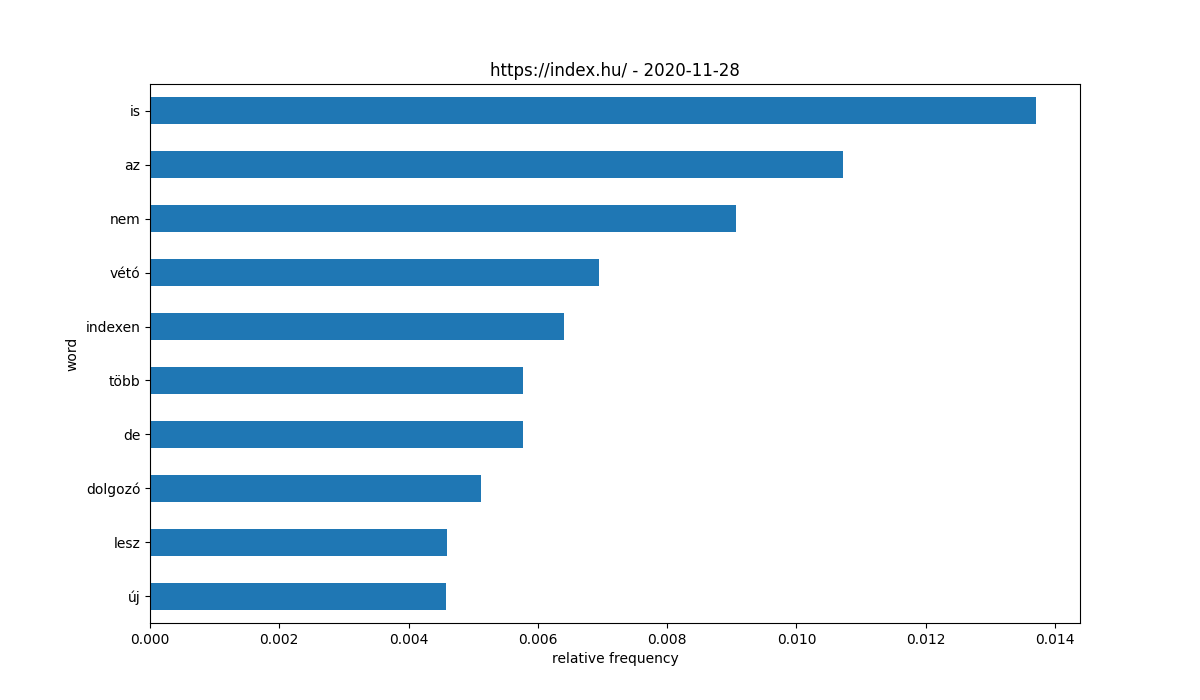 https://index.hu/ - 2020-11-28
is
az
nem
vétó
indexen
több
de
dolgozó
lesz
új
word
0.000 0.002 0.004 0.006 0.008 0.010 0.012 0.014
relative frequency